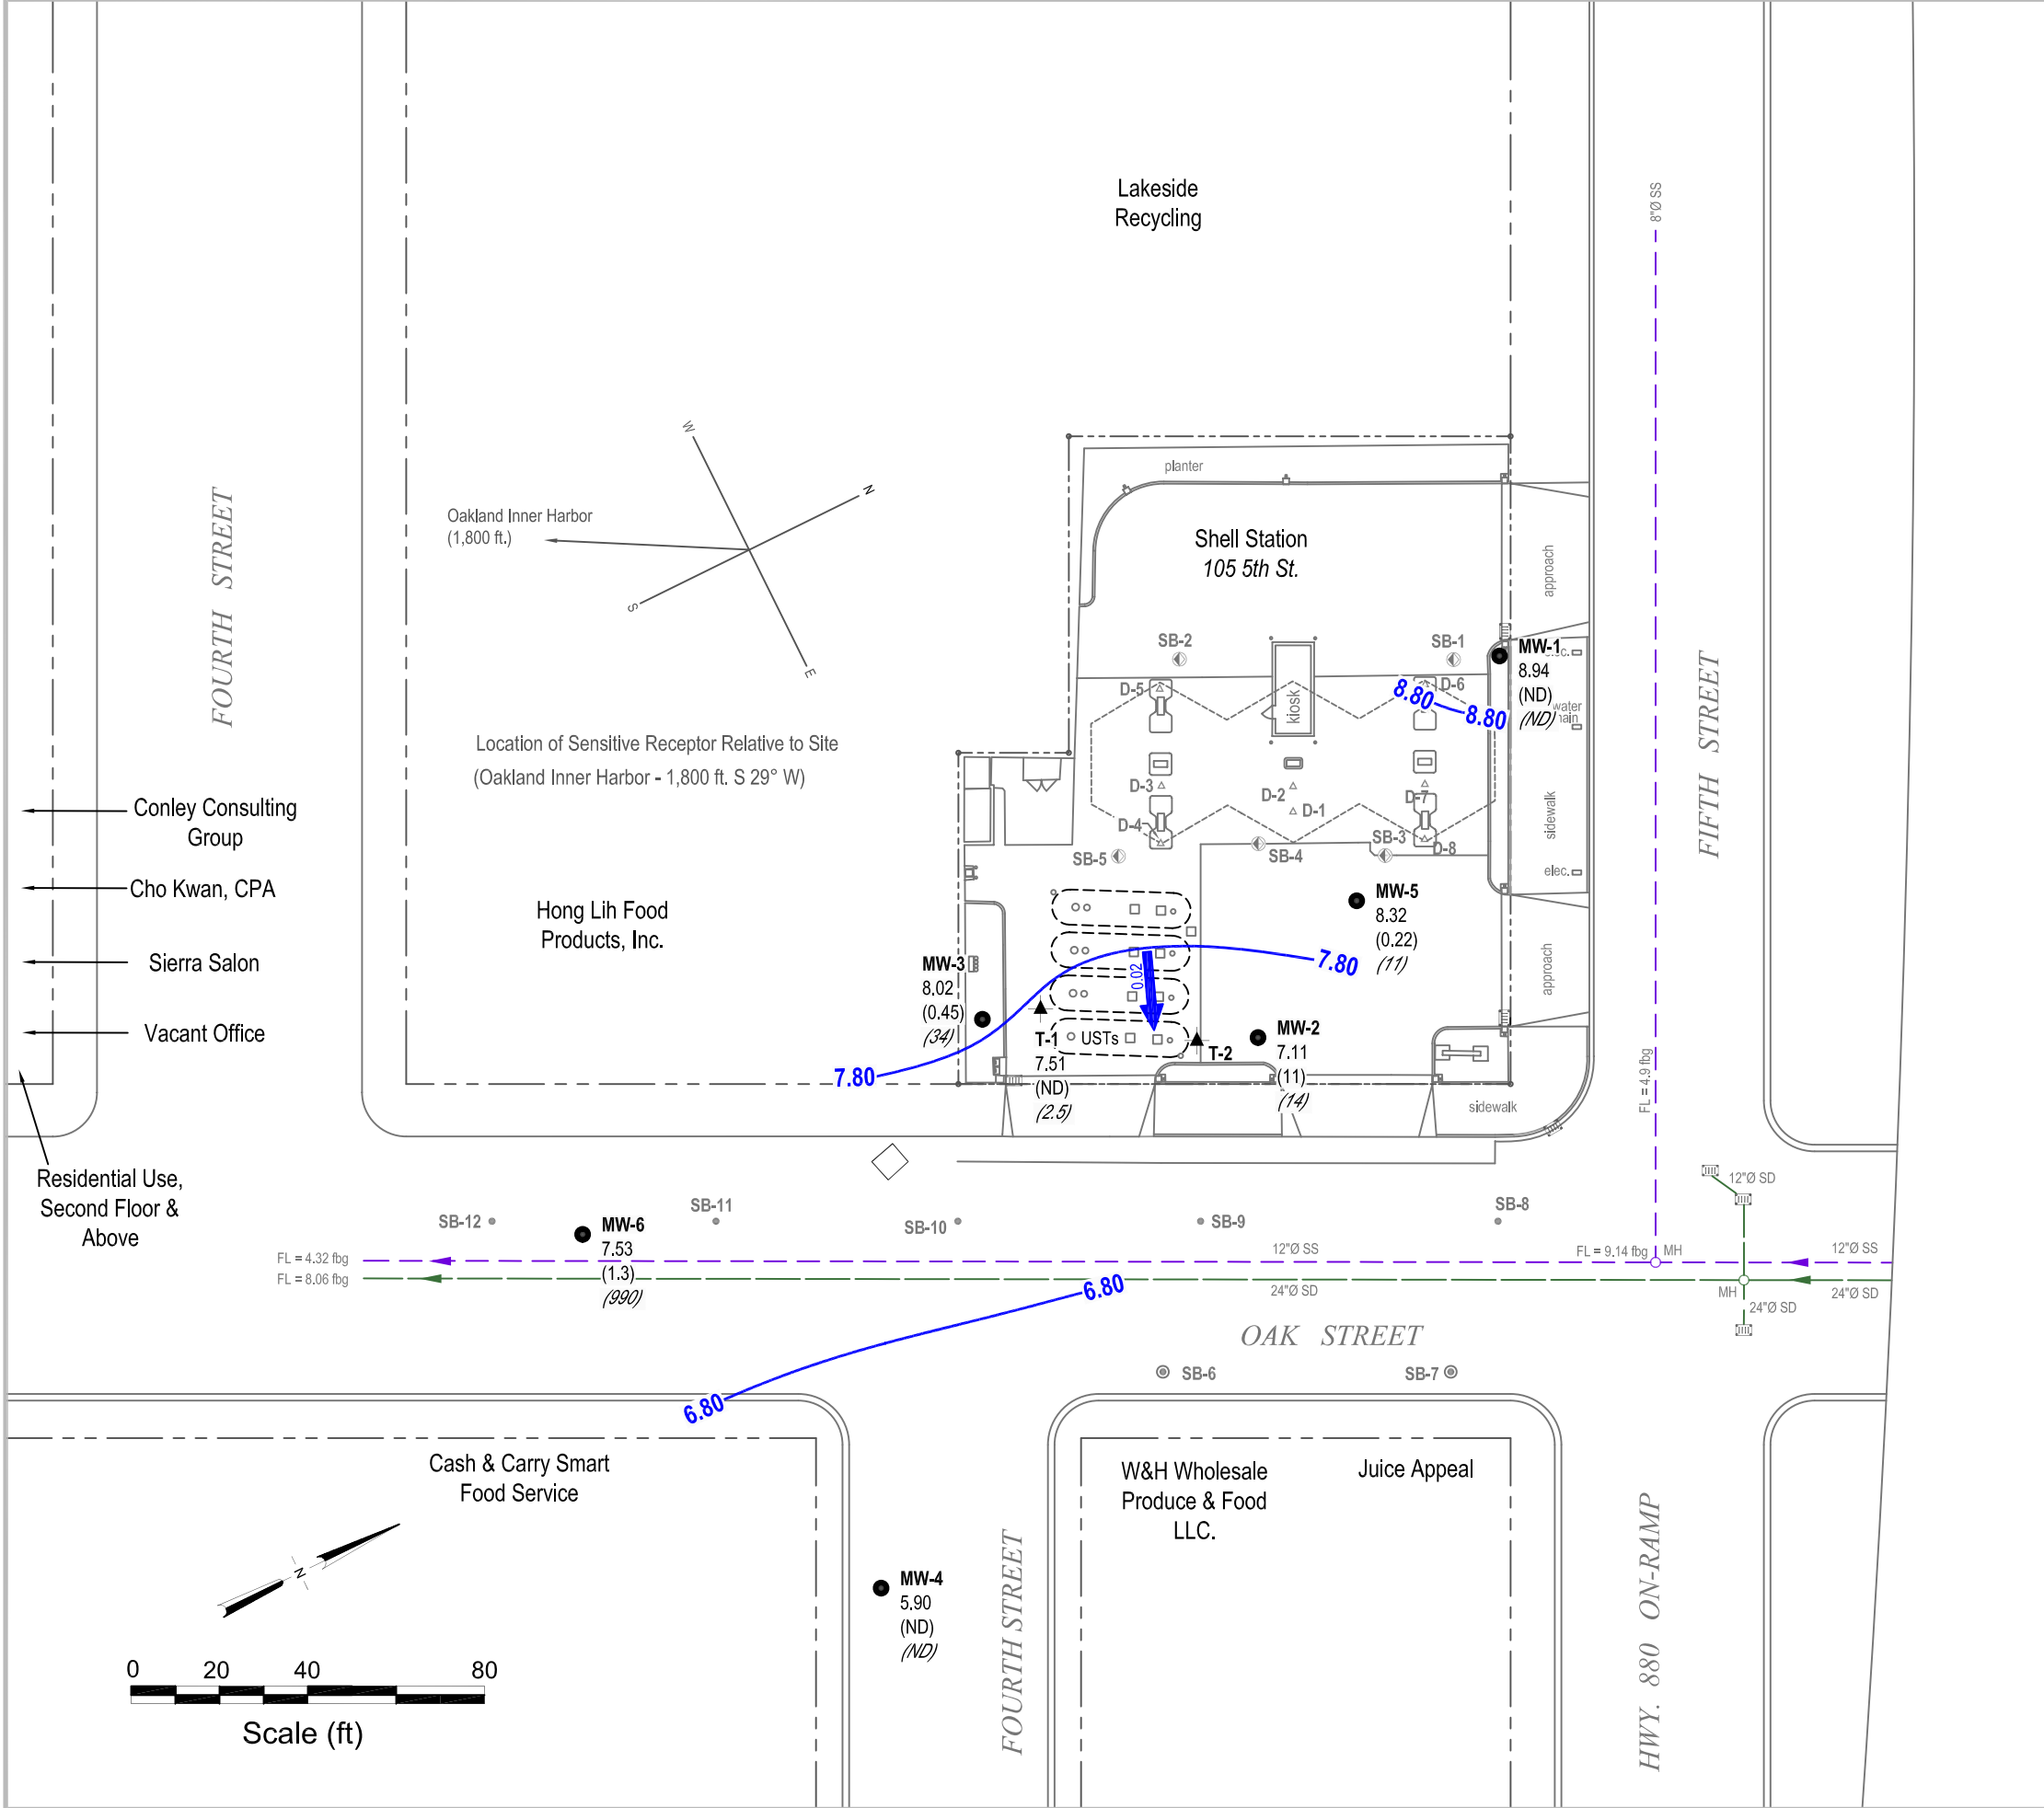 Lakeside
Recycling
8"Ø SS
W
N
S
E
Oakland Inner Harbor
(1,800 ft.)
planter
Shell Station
105 5th St.
approach
FOURTH STREET
FIFTH STREET
SB-2
SB-1
MW-1
8.94
(ND)
(ND)
D-5
kiosk
D-6
8.80
8.80
Location of Sensitive Receptor Relative to Site
(Oakland Inner Harbor - 1,800 ft. S 29° W)
D-3
D-2
D-1
D-7
D-4
SB-3
D-8
sidewalk
SB-5
SB-4
elec.
Conley Consulting
Group
Cho Kwan, CPA
Sierra Salon
Vacant Office
Hong Lih Food
Products, Inc.
MW-5
8.32
(0.22)
(11)
7.80
approach
MW-3
8.02
(0.45)
(34)
0.02
USTs
T-1
7.51
(ND)
(2.5)
T-2
MW-2
7.11
(11)
(14)
7.80
FL = 4.9 fbg
sidewalk
Residential Use,
Second Floor &
Above
SB-12
MW-6
7.53
(1.3)
(990)
SB-11
SB-10
SB-9
SB-8
12"Ø SD
FL = 4.32 fbg
FL = 8.06 fbg
12"Ø SS
FL = 9.14 fbg
MH
12"Ø SS
6.80
24"Ø SD
MH
24"Ø SD
24"Ø SD
OAK STREET
SB-6
SB-7
6.80
Cash & Carry Smart
Food Service
W&H Wholesale
Produce & Food
LLC.
Juice Appeal
N
MW-4
5.90
(ND)
(ND)
FOURTH STREET
HWY. 880 ON-RAMP
0 20 40 80
Scale (ft)